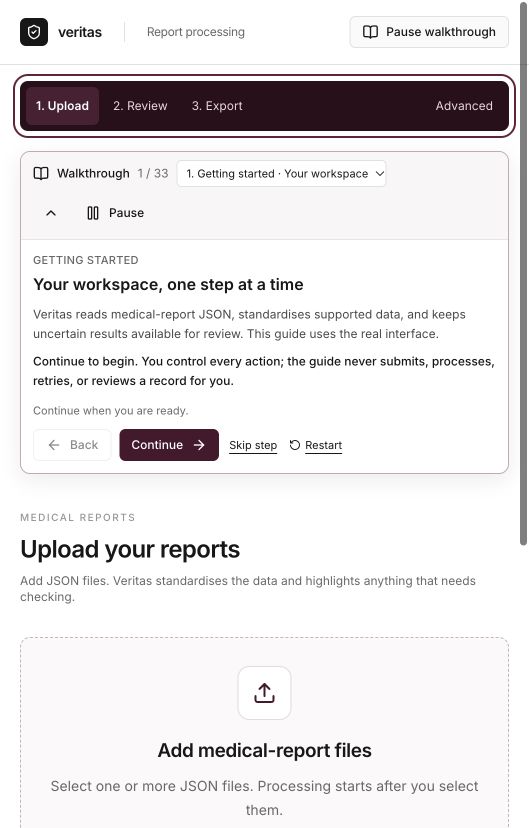 veritas
Report processing
Pause walkthrough
1. Upload
2. Review
3. Export
Advanced
Walkthrough
1 / 33
1. Getting started · Your workspace
Pause
GETTING STARTED
Your workspace, one step at a time
Veritas reads medical-report JSON, standardises supported data, and keeps
uncertain results available for review. This guide uses the real interface.
Continue to begin. You control every action; the guide never submits, processes,
retries, or reviews a record for you.
Continue when you are ready.
Back
Continue
Skip step
Restart
MEDICAL REPORTS
Upload your reports
Add JSON files. Veritas standardises the data and highlights anything that needs
checking.
Add medical-report files
Select one or more JSON files. Processing starts after you select
them.